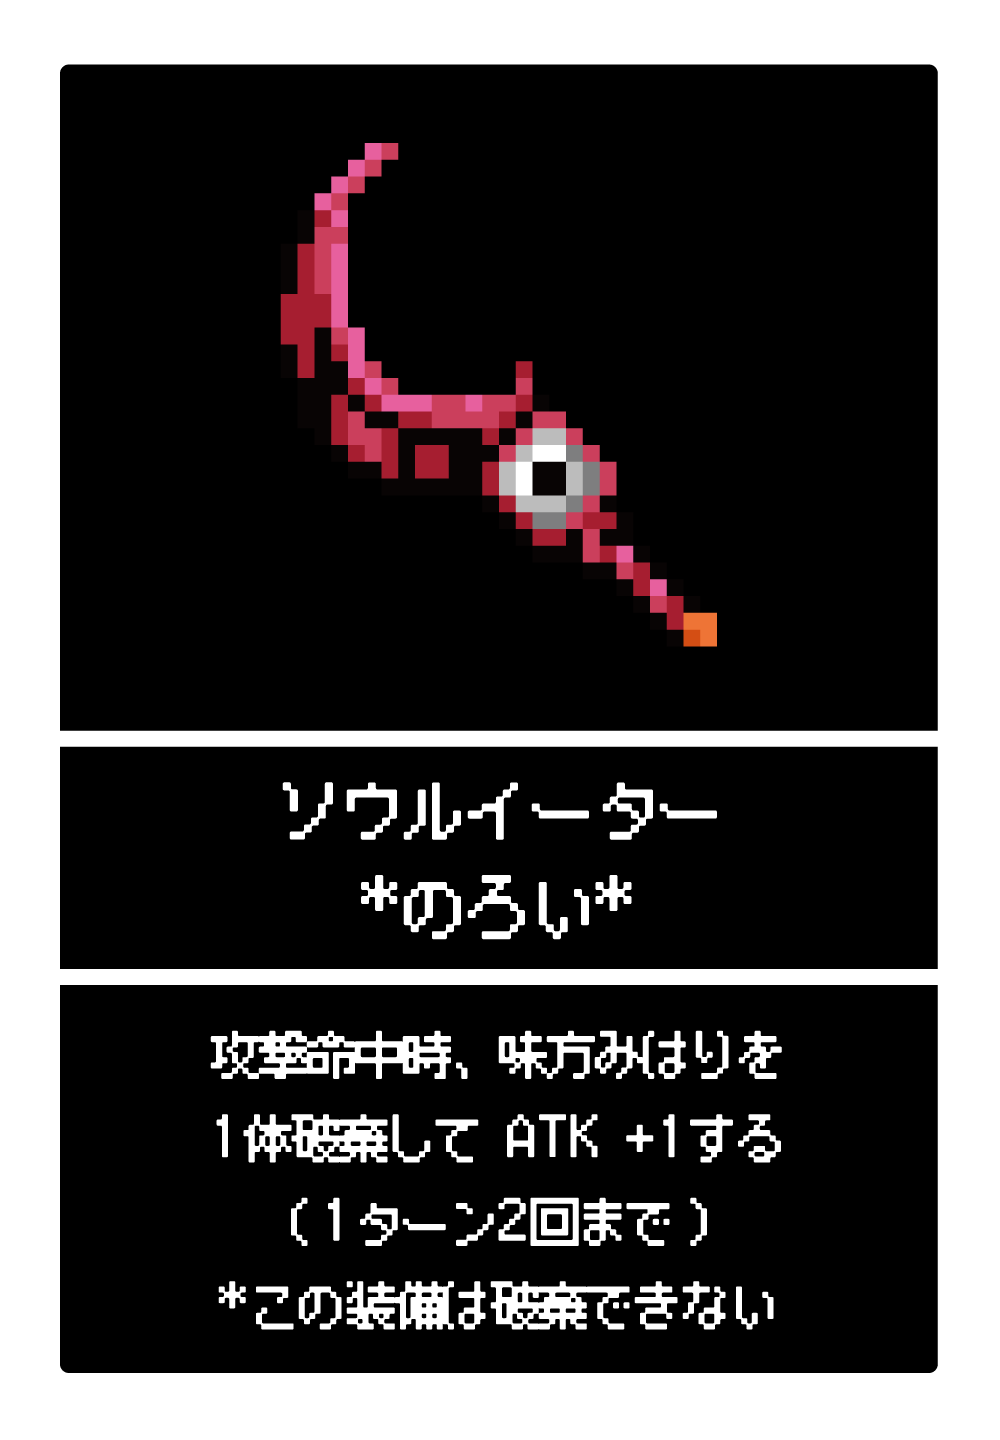 ソウルイーター
*のろい*
攻撃命中時、味方みはりを
1体破棄して ATK +1する
(1ターン2回まで)
*この装備は破棄できない